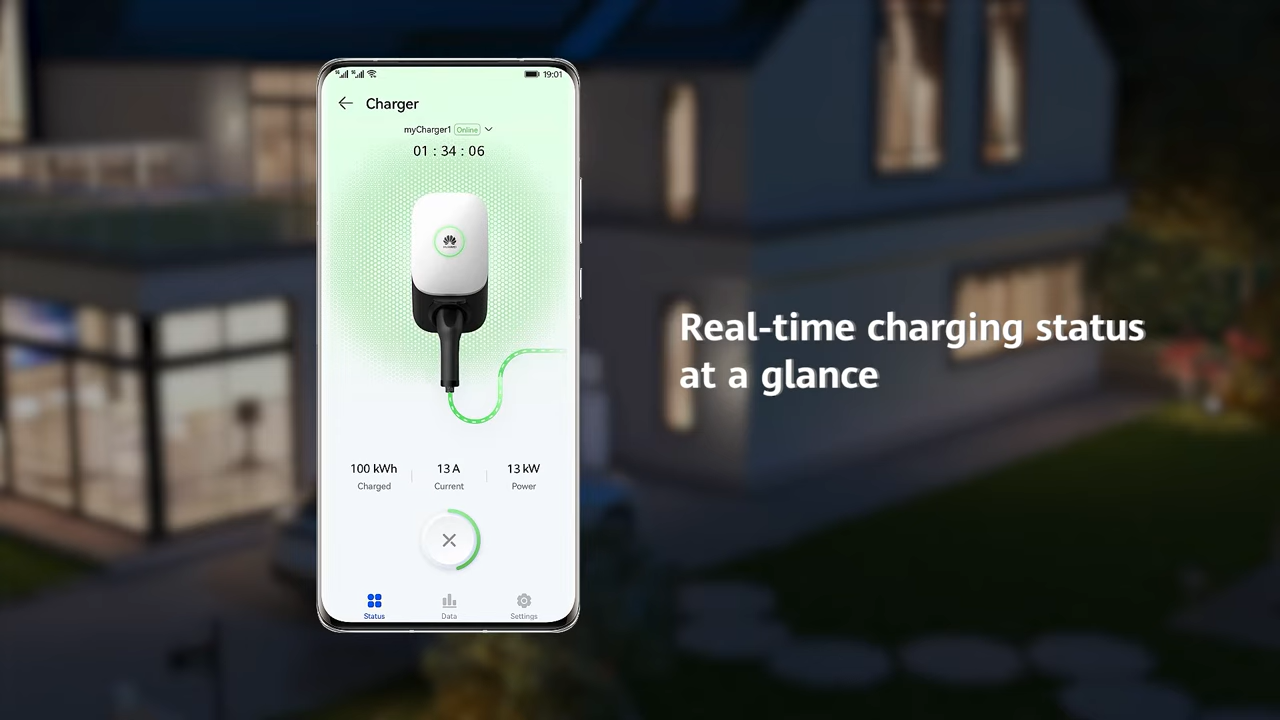 19:01
Charger
myCharger1 Online
01 : 34 : 06
HUAWEI
100 kWh 13 A 13 kW
Charged Current Power
Status Data Settings
Real-time charging status
at a glance